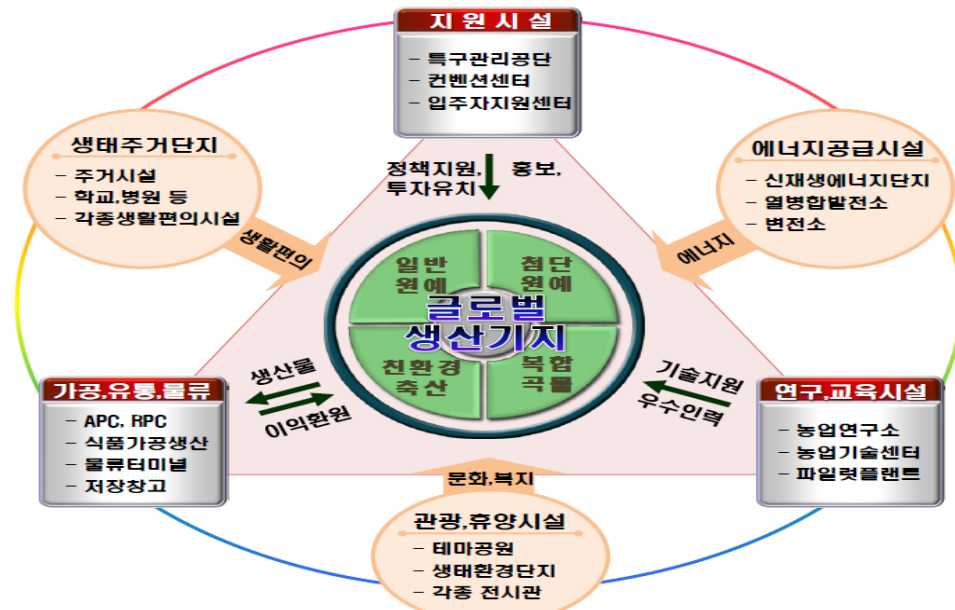 지원시설
- 특구관리공단
- 컨벤션센터
- 입주자지원센터
생태주거단지
- 주거시설
- 학교,병원 등
- 각종생활편의시설
에너지공급시설
- 신재생에너지단지
- 열병합발전소
- 변전소
정책지원, 홍보,
투자유치
생활편의
에너지
일반
원예
첨단
원예
글로벌
생산기지
친환경
축산
복합
곡물
생산물
이익환원
기술지원
우수인력
가공,유통,물류
- APC, RPC
- 식품가공생산
- 물류터미널
- 저장창고
연구,교육시설
- 농업연구소
- 농업기술센터
- 파일럿플랜트
문화,복지
관광,휴양시설
- 테마공원
- 생태환경단지
- 각종 전시관